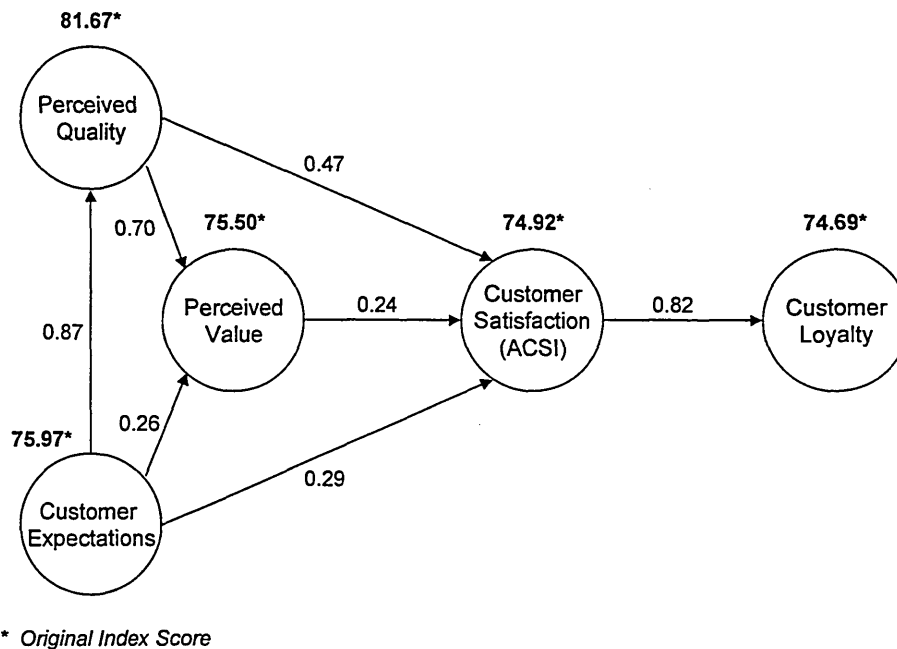 81.67*
Perceived
Quality
0.47
0.70
75.50*
74.92*
74.69*
Perceived
Value
0.24
Customer
Satisfaction
(ACSI)
0.82
Customer
Loyalty
0.87
0.26
75.97*
0.29
Customer
Expectations
* Original Index Score